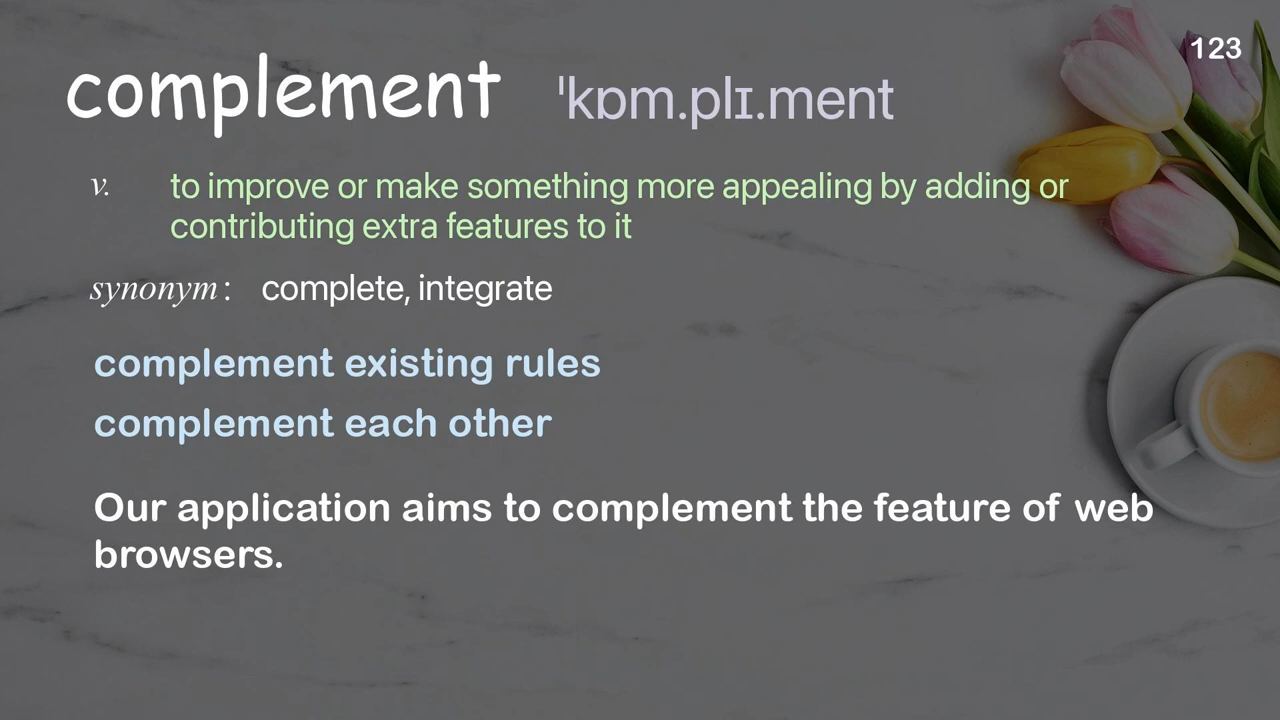 123
complement ˈkɒm.plɪ.ment
v. to improve or make something more appealing by adding or
contributing extra features to it
synonym: complete, integrate
complement existing rules
complement each other
Our application aims to complement the feature of web
browsers.